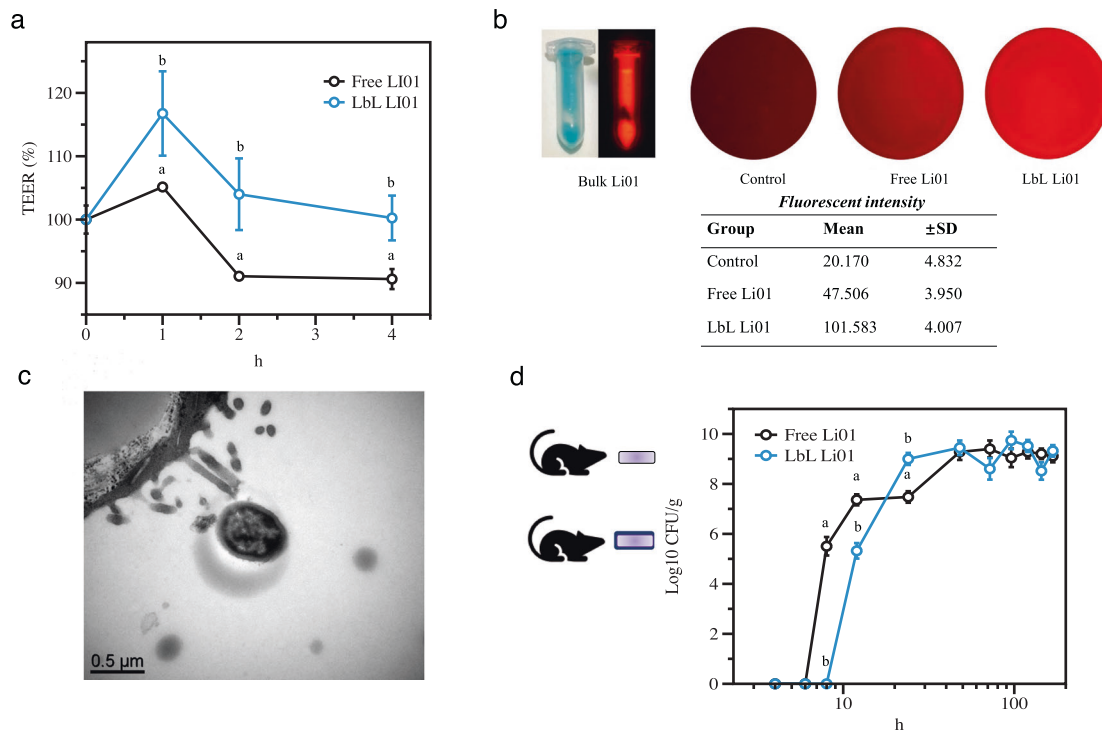 a
b
Free LI01
LbL LI01
120
110
100
90
TEER (%)
b
a
b
a
b
a
0
1
2
3
4
h
Bulk Li01
Control
Free Li01
LbL Li01
Fluorescent intensity
Group Mean ±SD
Control 20.170 4.832
Free Li01 47.506 3.950
LbL Li01 101.583 4.007
c
0.5 µm
d
Free Li01
LbL Li01
10
8
6
4
2
0
Log10 CFU/g
a
a
b
a
b
b
10
100
h